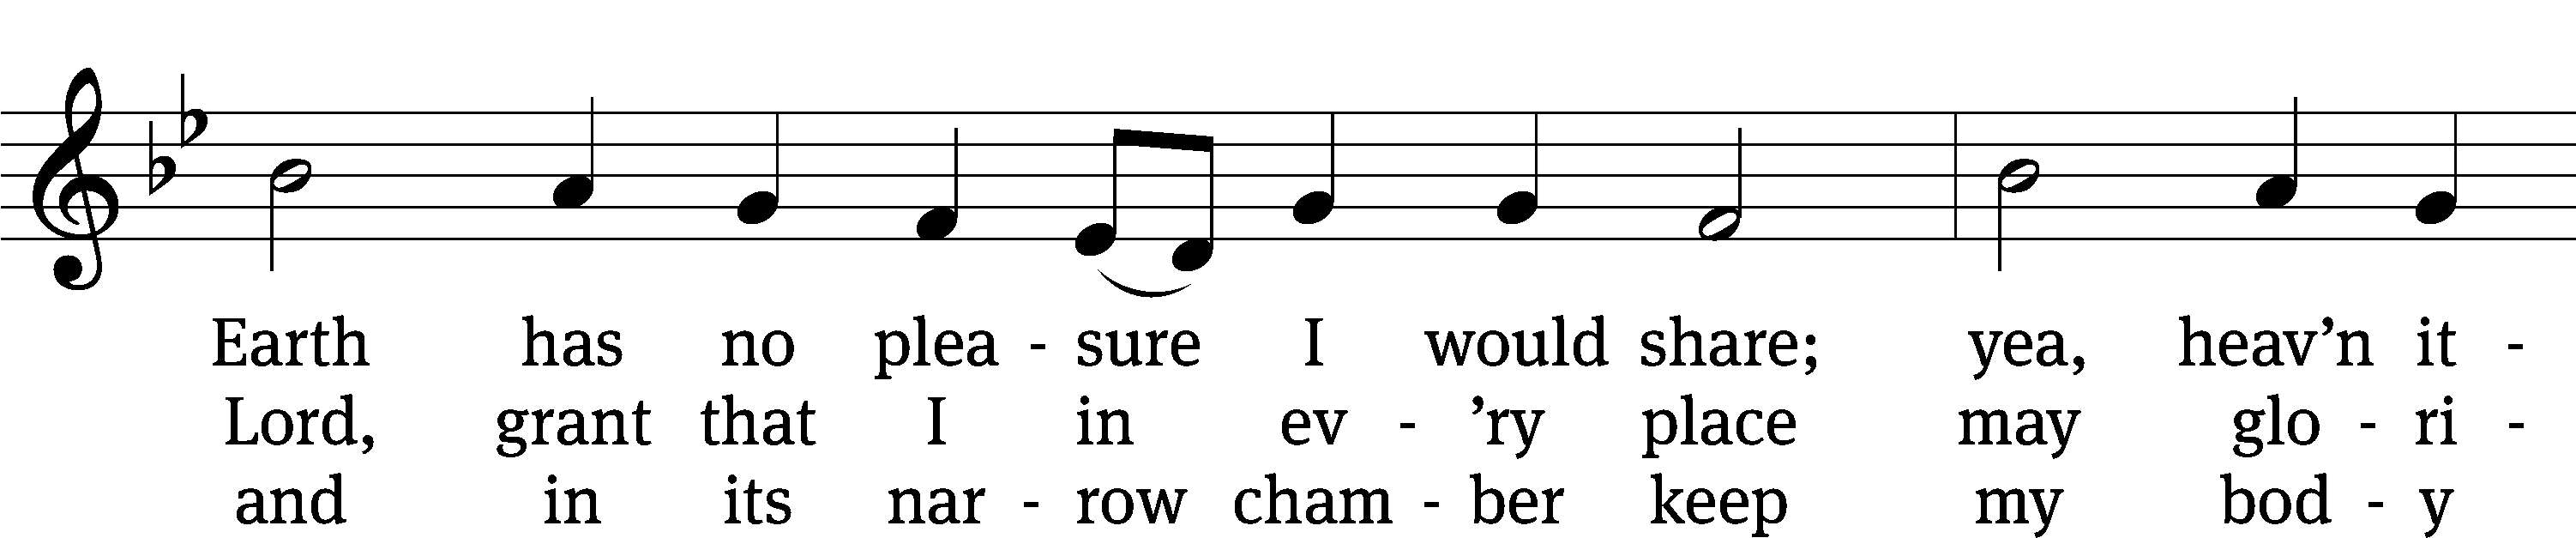 Earth has no plea - sure I would share; yea, heav’n it -
Lord, grant that I in ev - ’ry place may glo - ri -
and in its nar - row cham - ber keep my bod - y